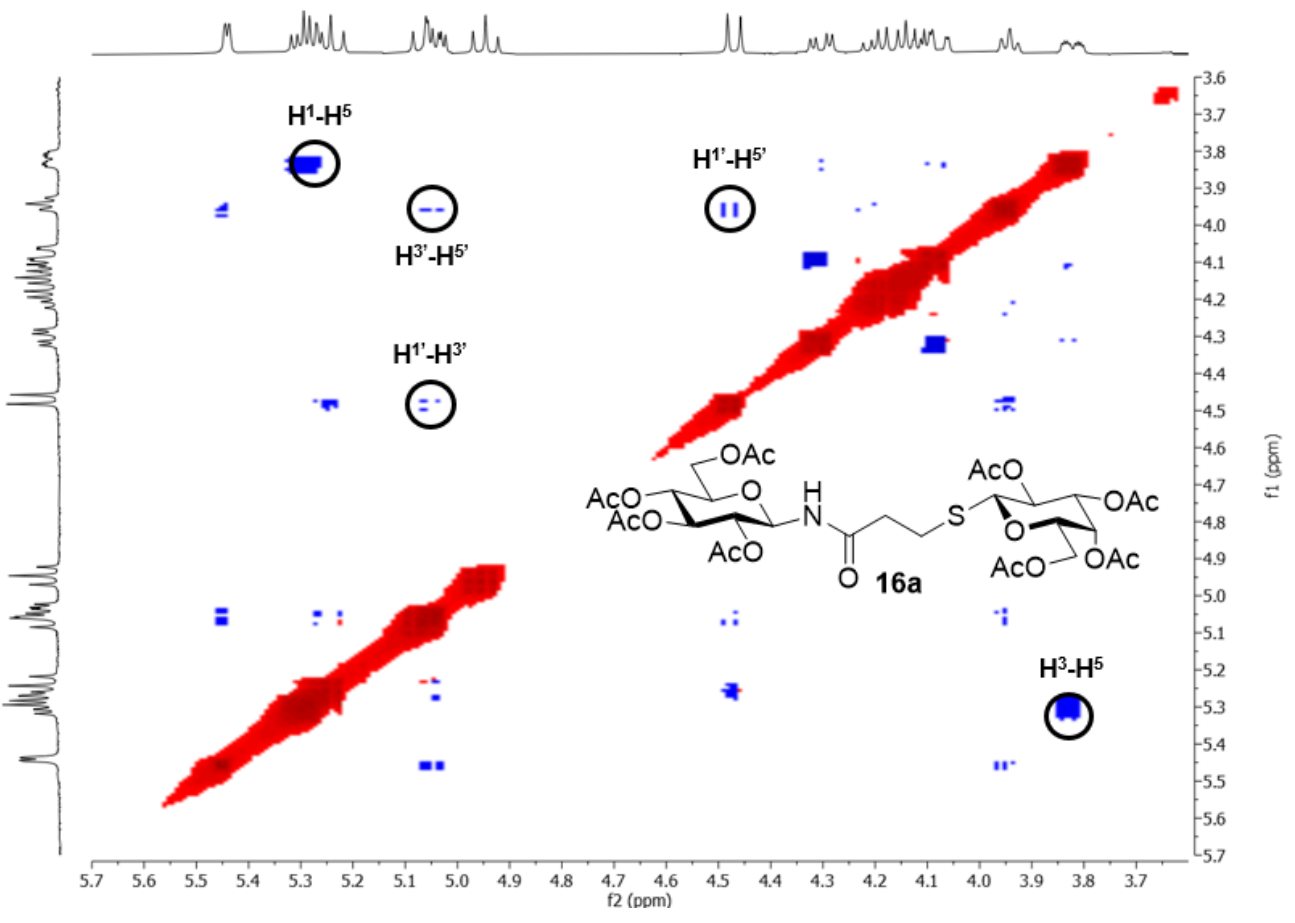 H¹-H⁵
H¹'-H⁵'
H³'-H⁵'
H¹'-H³'
H³-H⁵
OAc
AcO
AcO
AcO
O
H
N
O
S
AcO
OAc
O
AcO
OAc
16a
3.6
3.7
3.8
3.9
4.0
4.1
4.2
4.3
4.4
4.5
4.6
4.7
4.8
4.9
5.0
5.1
5.2
5.3
5.4
5.5
5.6
5.7
f1 (ppm)
5.7 5.6 5.5 5.4 5.3 5.2 5.1 5.0 4.9 4.8 4.7 4.6 4.5 4.4 4.3 4.2 4.1 4.0 3.9 3.8 3.7
f2 (ppm)